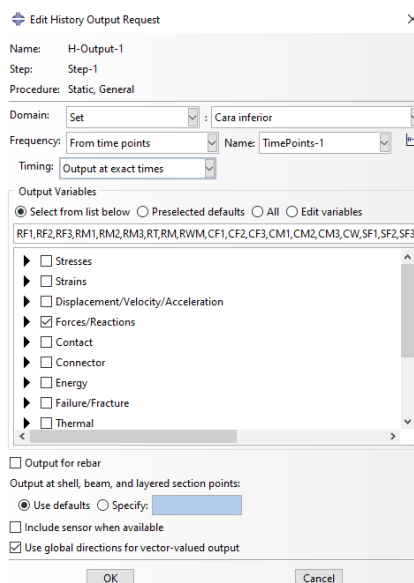 Edit History Output Request
Name: H-Output-1
Step: Step-1
Procedure: Static, General
Domain: Set : Cara inferior
Frequency: From time points Name: TimePoints-1
Timing: Output at exact times
Output Variables
Select from list below Preselected defaults All Edit variables
RF1,RF2,RF3,RM1,RM2,RM3,RT,RM,RWM,CF1,CF2,CF3,CM1,CM2,CM3,CW,SF1,SF2,SF3
Stresses
Strains
Displacement/Velocity/Acceleration
Forces/Reactions
Contact
Connector
Energy
Failure/Fracture
Thermal
Output for rebar
Output at shell, beam, and layered section points:
Use defaults Specify:
Include sensor when available
Use global directions for vector-valued output
OK Cancel